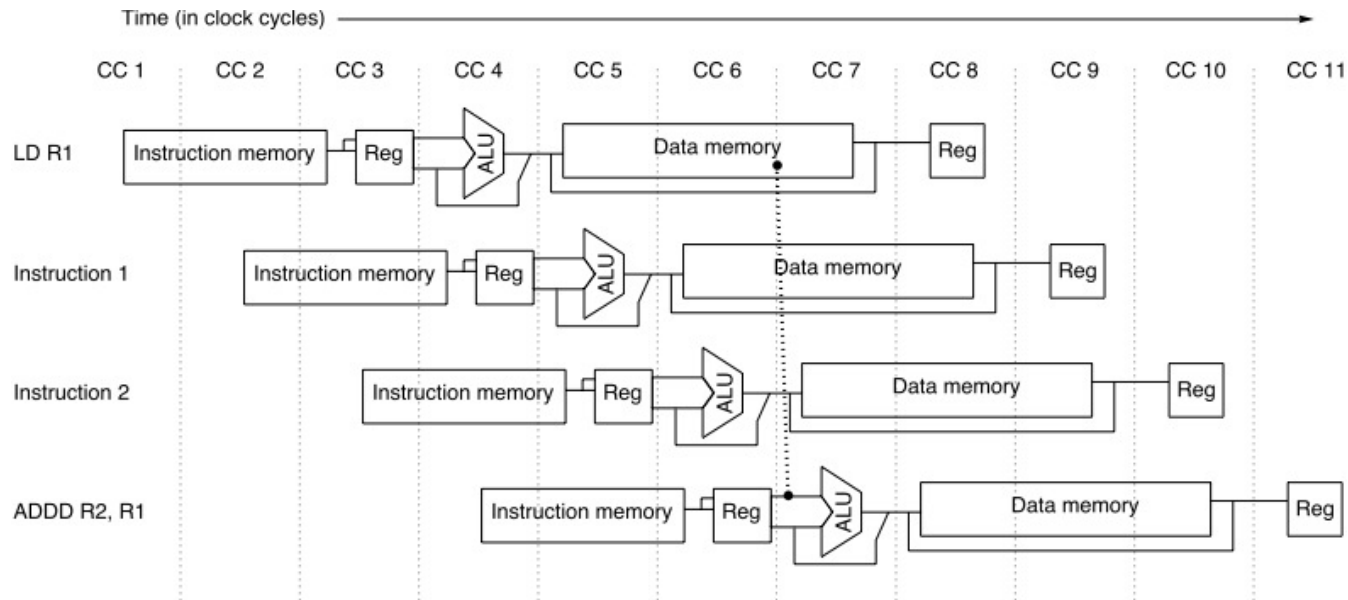 Time (in clock cycles)
CC 1 CC 2 CC 3 CC 4 CC 5 CC 6 CC 7 CC 8 CC 9 CC 10 CC 11
LD R1 Instruction memory Reg ALU Data memory Reg
Instruction 1 Instruction memory Reg ALU Data memory Reg
Instruction 2 Instruction memory Reg ALU Data memory Reg
ADDD R2, R1 Instruction memory Reg ALU Data memory Reg